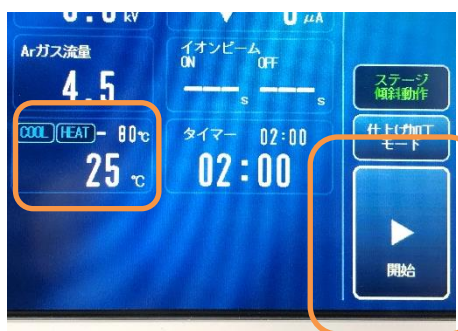 kV
μA
Arガス流量
4.5
イオンビーム
ON OFF
---s ---s
ステージ
傾斜動作
COOL HEAT - 80℃
25 ℃
タイマー 02:00
02:00
仕上げ加工
モード
開始